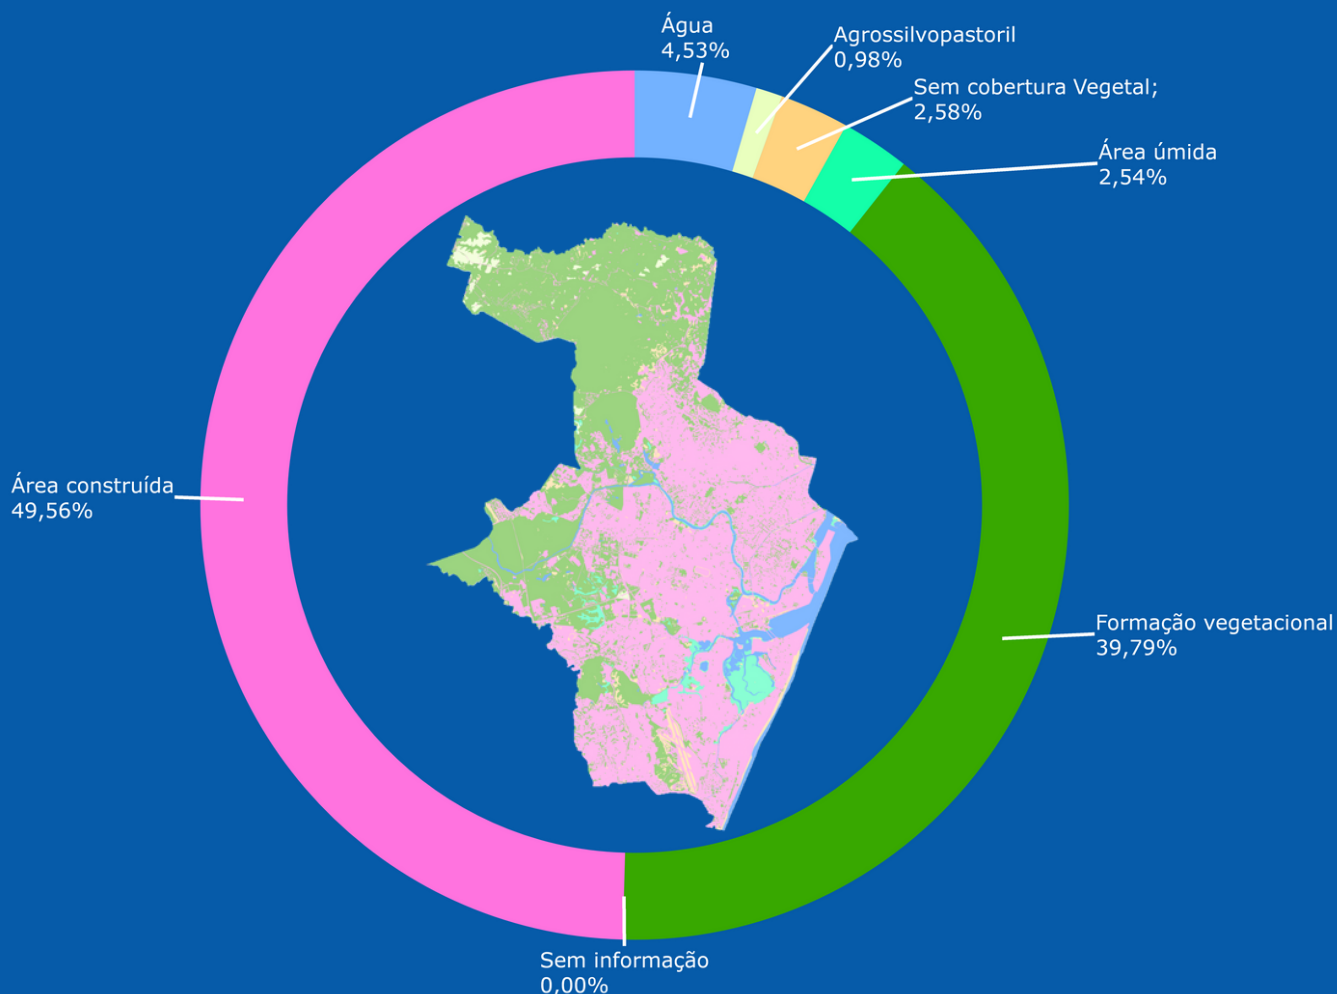 Água
4,53%
Agrossilvopastoril
0,98%
Sem cobertura Vegetal;
2,58%
Área úmida
2,54%
Área construída
49,56%
Formação vegetacional
39,79%
Sem informação
0,00%